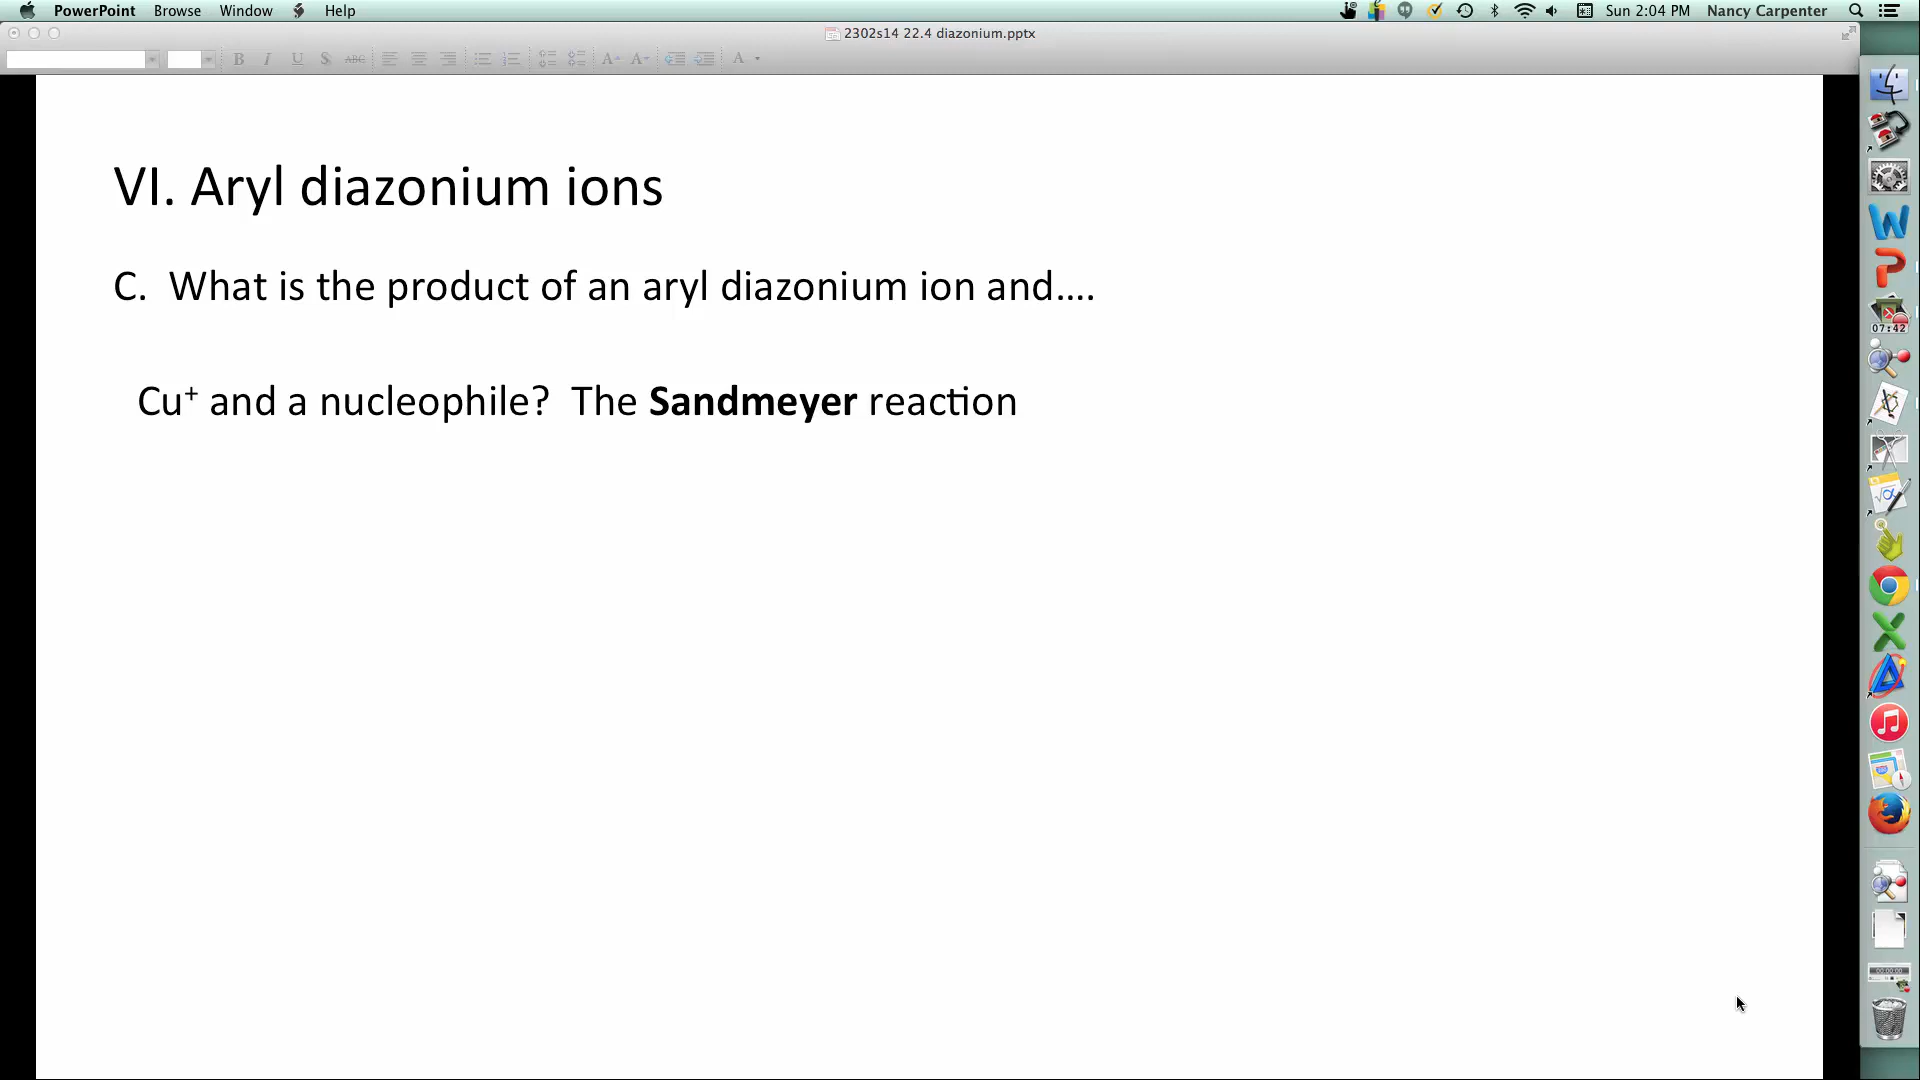 PowerPoint Browse Window Help Sun 2:04 PM Nancy Carpenter
2302s14 22.4 diazonium.pptx
B I U S ABC A A A
VI. Aryl diazonium ions
C. What is the product of an aryl diazonium ion and....
Cu⁺ and a nucleophile? The Sandmeyer reaction
07:42